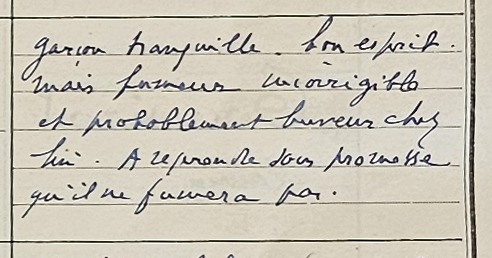 garçon tranquille. bon esprit.
mais fumeur incorrigible
et probablement buveur chez
lui. A reprendre sous promesse
qu'il ne fumera pas.